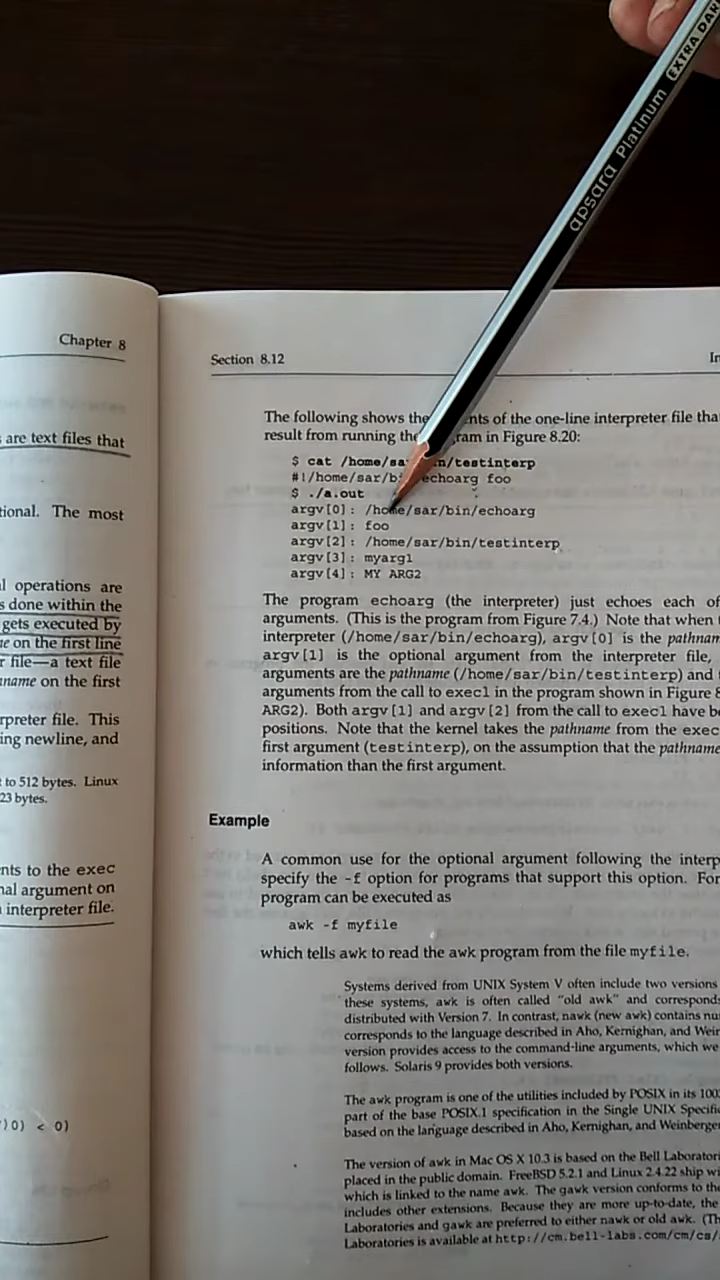 apsara Platinum EXTRA DARK
Chapter 8
are text files that
tional. The most
al operations are
s done within the
gets executed by
e on the first line
r file—a text file
name on the first
rpreter file. This
ing newline, and
to 512 bytes. Linux
23 bytes.
nts to the exec
nal argument on
interpreter file.
)0) < 0)
Section 8.12
In
The following shows the nts of the one-line interpreter file tha
result from running the ram in Figure 8.20:
$ cat /home/sa n/testinterp
#!/home/sar/b echoarg foo
$ ./a.out
argv[0]: /home/sar/bin/echoarg
argv[1]: foo
argv[2]: /home/sar/bin/testinterp
argv[3]: myarg1
argv[4]: MY ARG2
The program echoarg (the interpreter) just echoes each of
arguments. (This is the program from Figure 7.4.) Note that when
interpreter (/home/sar/bin/echoarg), argv[0] is the pathnam
argv[1] is the optional argument from the interpreter file,
arguments are the pathname (/home/sar/bin/testinterp) and
arguments from the call to execl in the program shown in Figure 8
ARG2). Both argv[1] and argv[2] from the call to execl have be
positions. Note that the kernel takes the pathname from the exec
first argument (testinterp), on the assumption that the pathname
information than the first argument.
Example
A common use for the optional argument following the interp
specify the -f option for programs that support this option. For
program can be executed as
awk -f myfile
which tells awk to read the awk program from the file myfile.
Systems derived from UNIX System V often include two versions
these systems, awk is often called "old awk" and correspond
distributed with Version 7. In contrast, nawk (new awk) contains nu
corresponds to the language described in Aho, Kernighan, and Wein
version provides access to the command-line arguments, which we
follows. Solaris 9 provides both versions.
The awk program is one of the utilities included by POSIX in its 100
part of the base POSIX.1 specification in the Single UNIX Specifi
based on the language described in Aho, Kernighan, and Weinberge
The version of awk in Mac OS X 10.3 is based on the Bell Laborator
placed in the public domain. FreeBSD 5.2.1 and Linux 2.4.22 ship wi
which is linked to the name awk. The gawk version conforms to the
includes other extensions. Because they are more up-to-date, the
Laboratories and gawk are preferred to either nawk or old awk. (Th
Laboratories is available at http://cm.bell-labs.com/cm/cs/